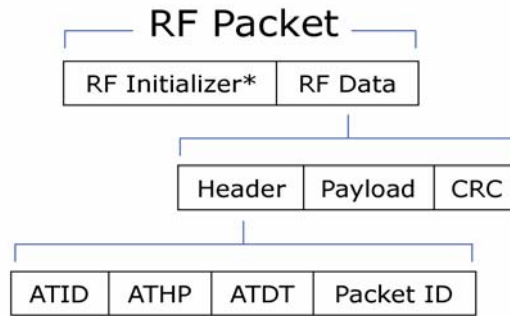 RF Packet
RF Initializer* RF Data
Header Payload CRC
ATID ATHP ATDT Packet ID